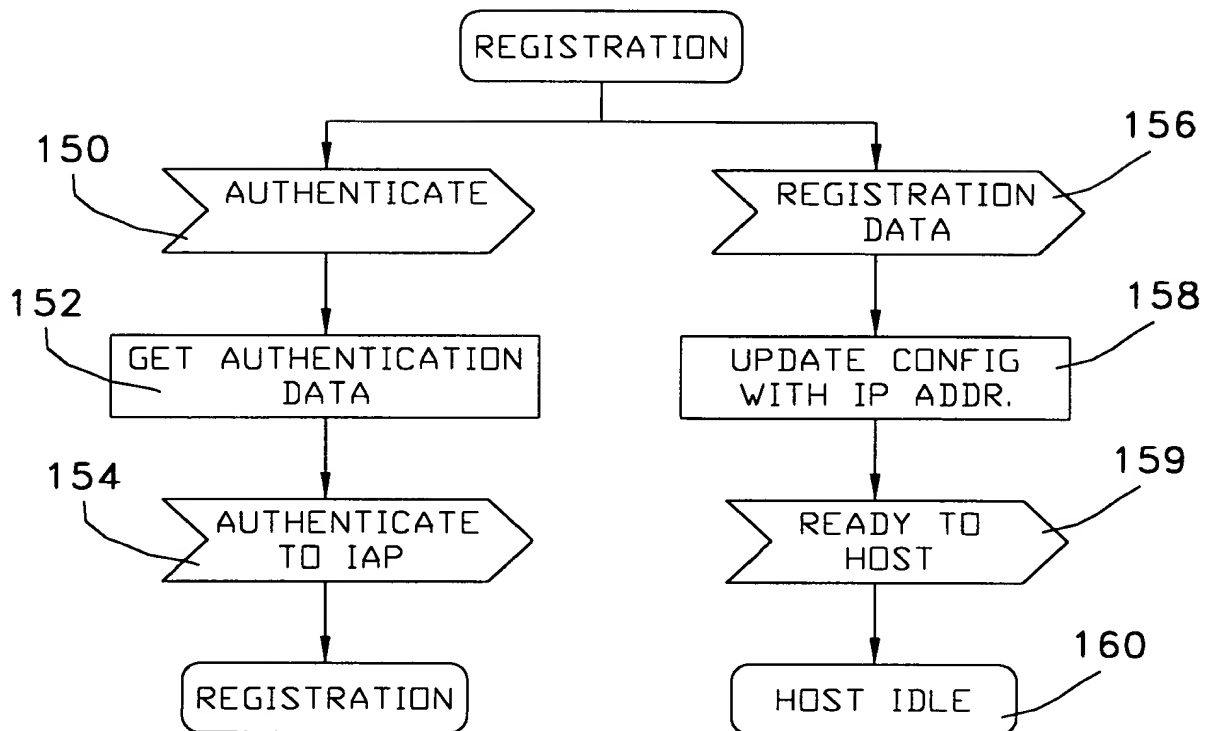 REGISTRATION
150
AUTHENTICATE
156
REGISTRATION
DATA
152
GET AUTHENTICATION
DATA
158
UPDATE CONFIG
WITH IP ADDR.
154
AUTHENTICATE
TO IAP
159
READY TO
HOST
REGISTRATION
160
HOST IDLE